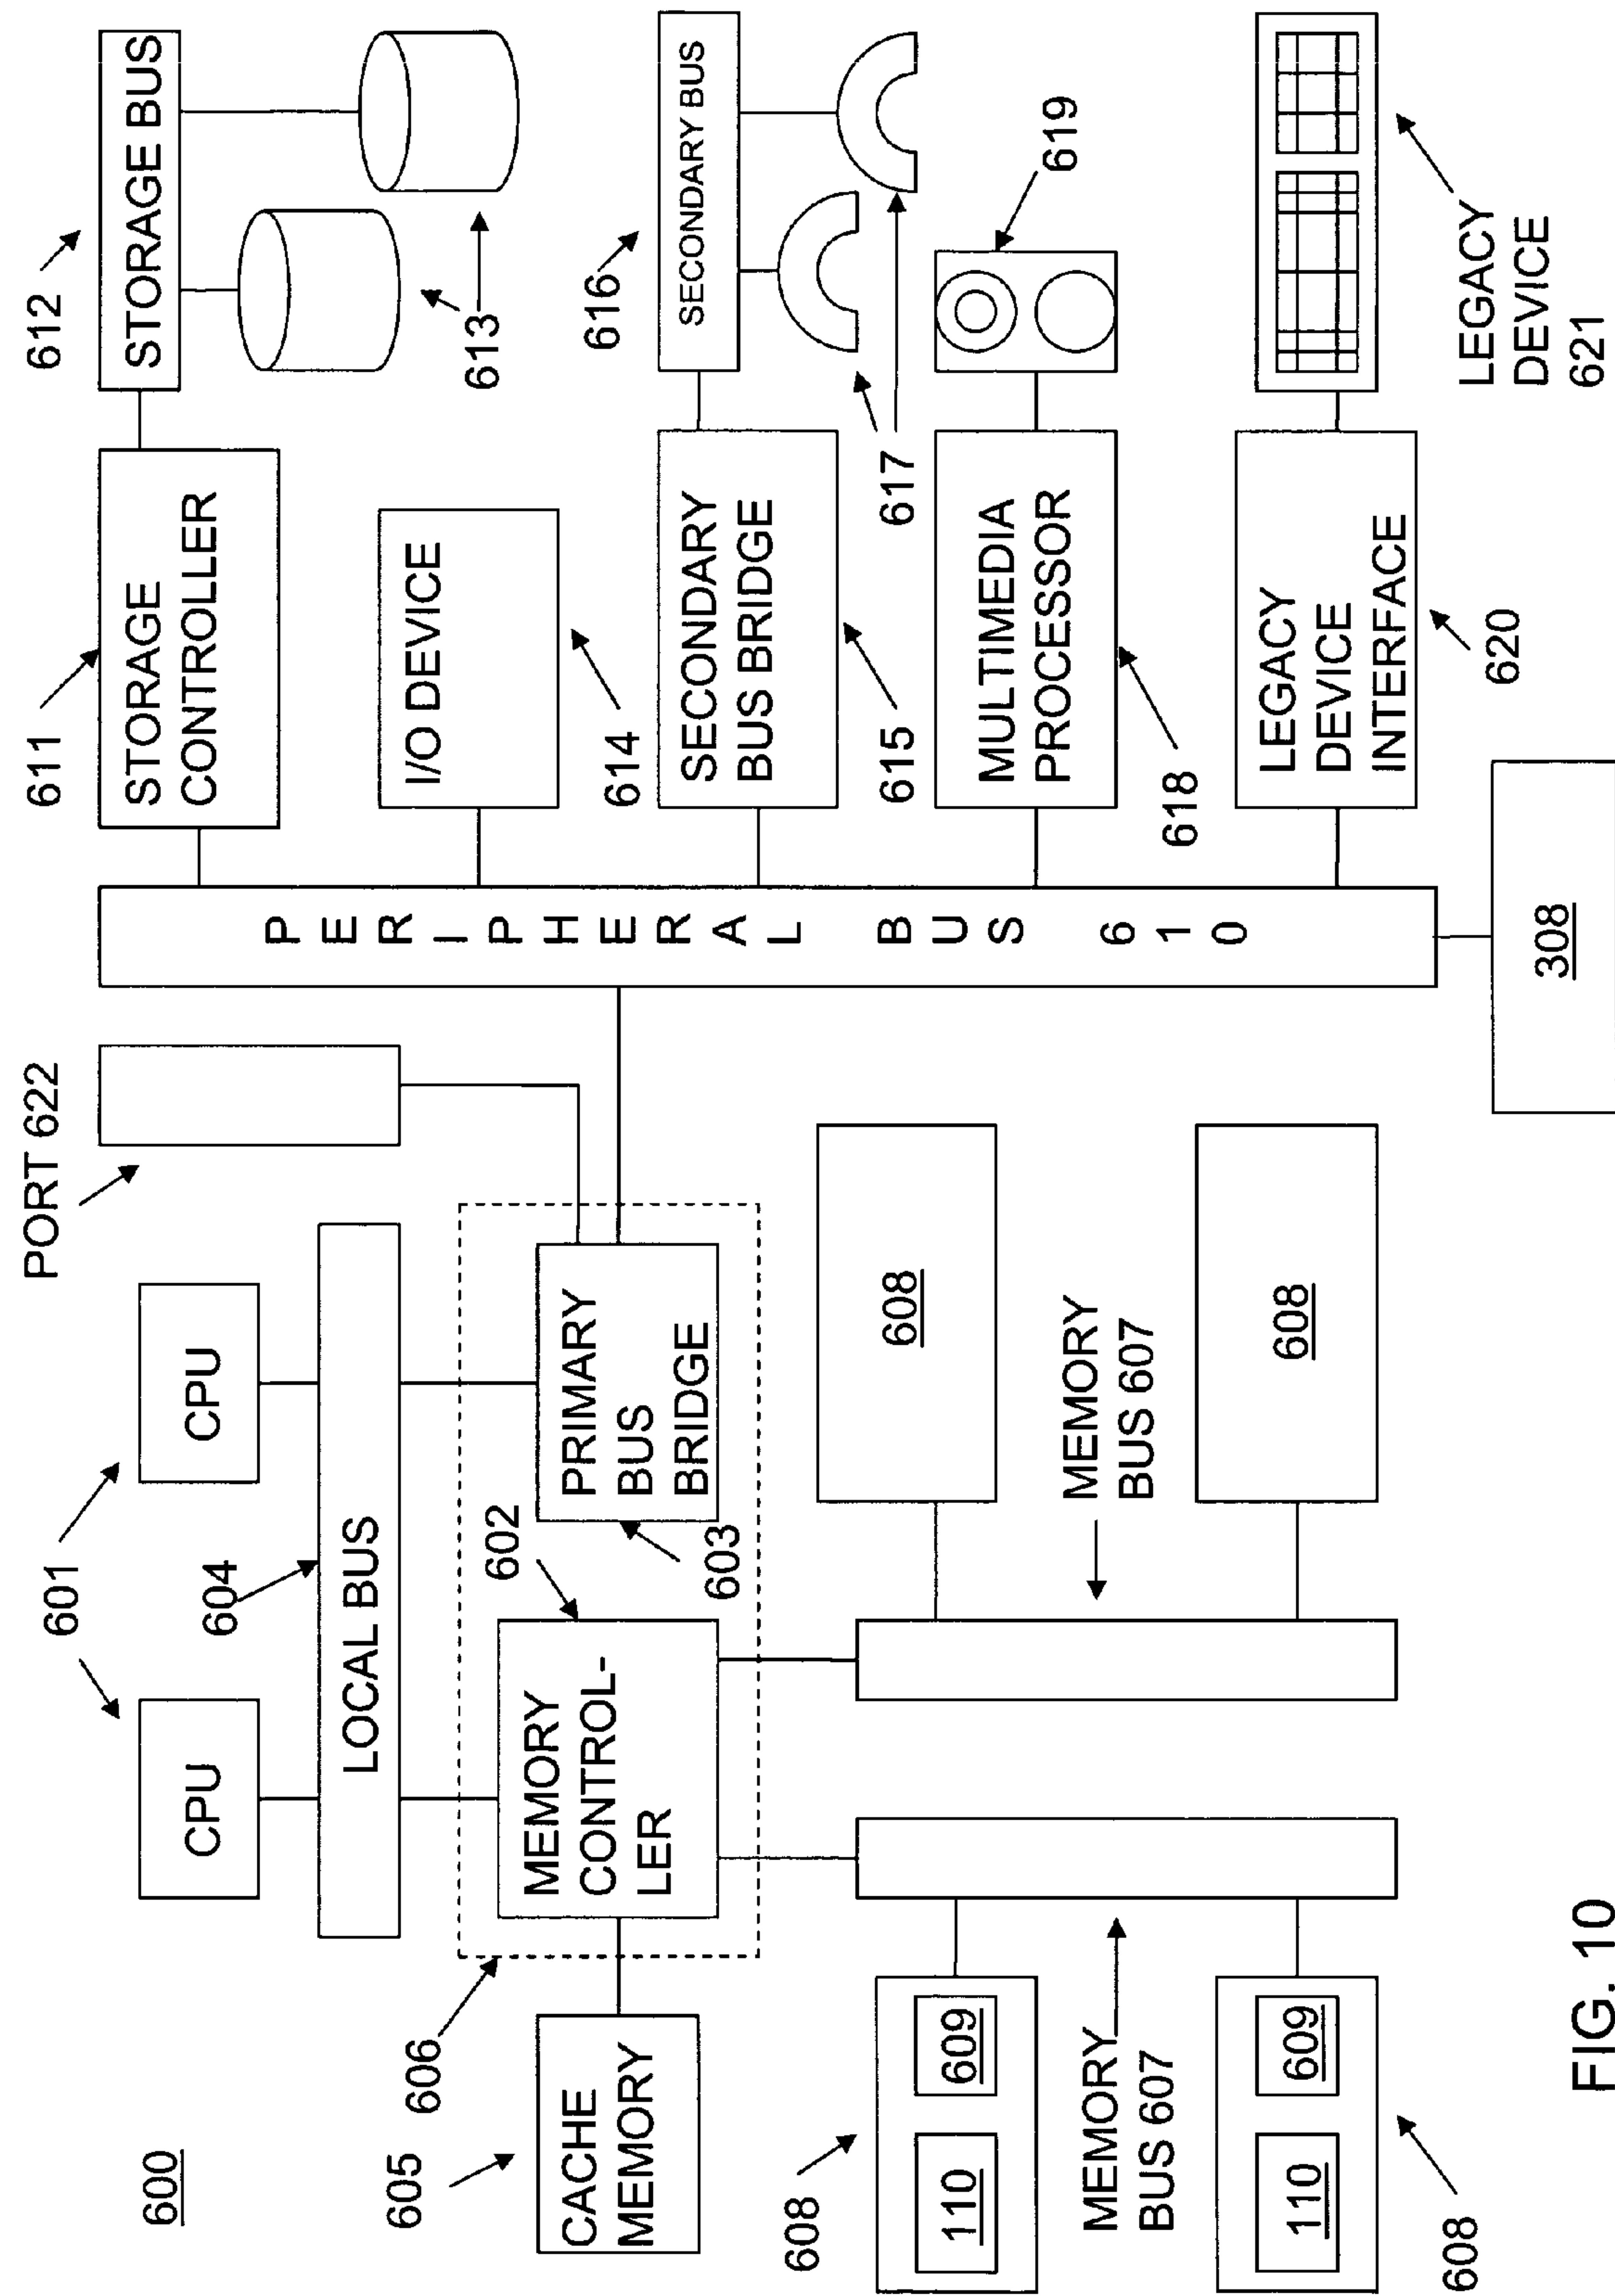 600
601
CPU
CPU
PORT 622
604
LOCAL BUS
606
602
MEMORY
CONTROL-
LER
PRIMARY
BUS
BRIDGE
603
605
CACHE
MEMORY
608
110
609
MEMORY
BUS 607
110
609
608
MEMORY
BUS 607
608
608
PERIPHERAL BUS 610
308
611
STORAGE
CONTROLLER
612
STORAGE BUS
613
I/O DEVICE
614
SECONDARY
BUS BRIDGE
615
616
SECONDARY BUS
617
MULTIMEDIA
PROCESSOR
618
619
LEGACY
DEVICE
INTERFACE
620
LEGACY
DEVICE
621
FIG. 10